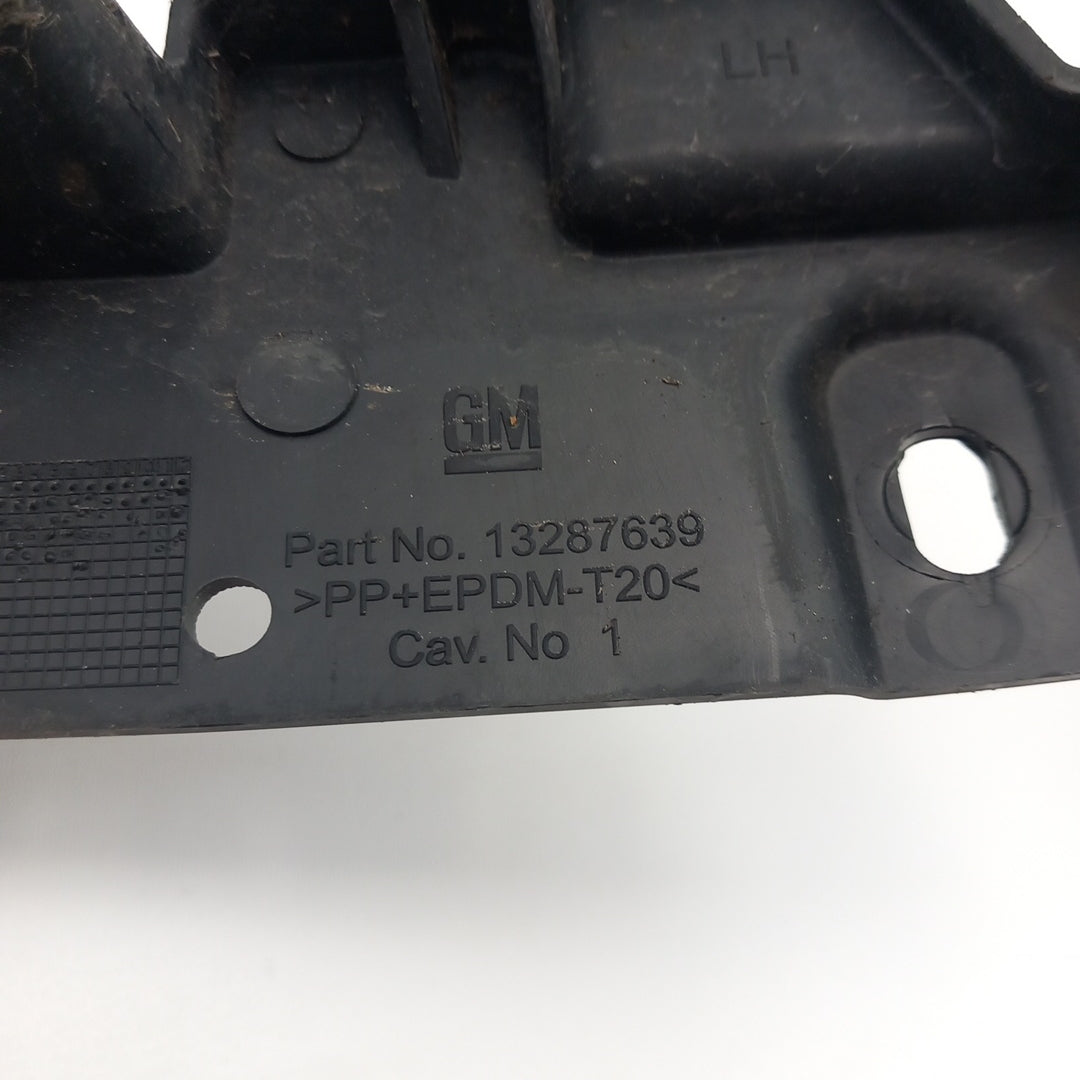 LH
GM
Part No. 13287639
>PP+EPDM-T20<
Cav. No 1